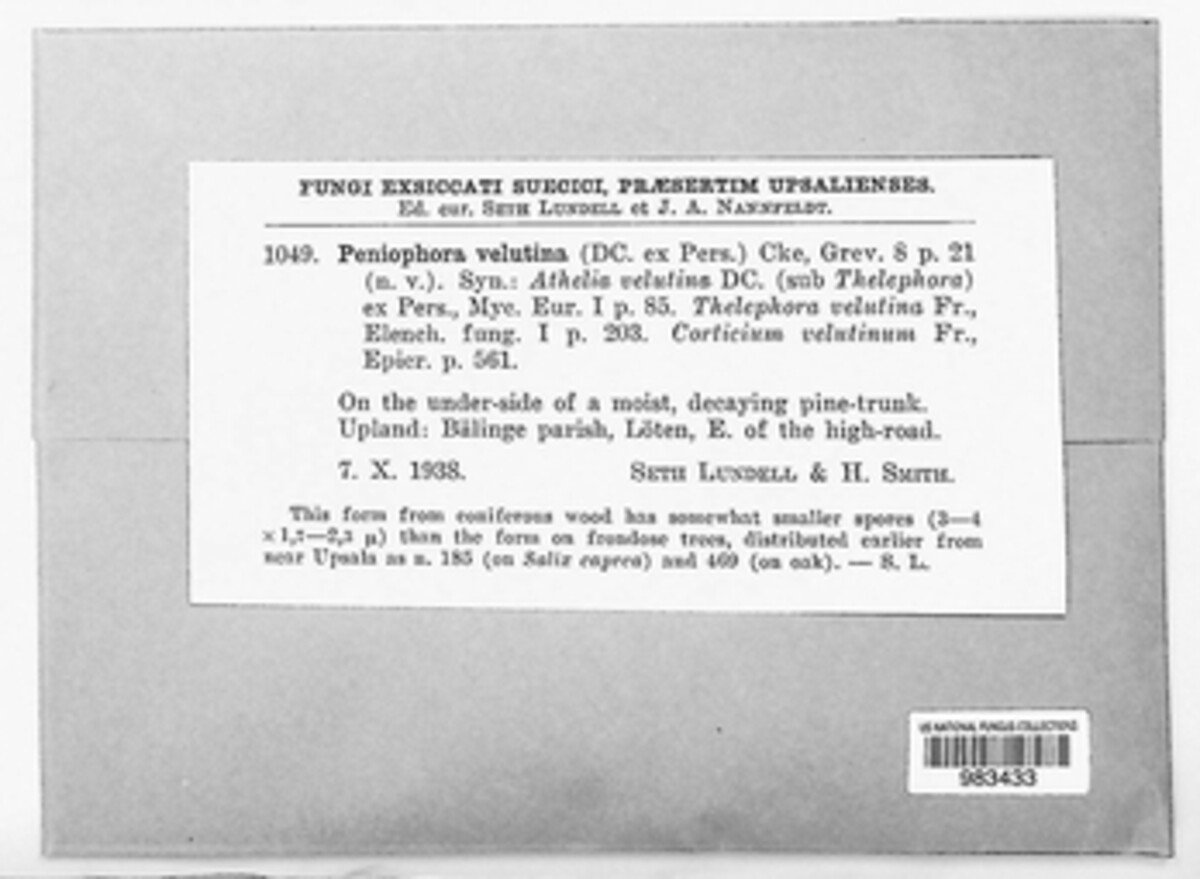 FUNGI EXSICCATI SUECICI, PRÆSERTIM UPSALIENSES.
Ed. cur. SETH LUNDELL et J. A. NANNFELDT.
1049. Peniophora velutina (DC. ex Pers.) Cke, Grev. 8 p. 21
(n. v.). Syn.: Athelia velutina DC. (sub Thelephora)
ex Pers., Myc. Eur. I p. 85. Thelephora velutina Fr.,
Elench. fung. I p. 203. Corticium velutinum Fr.,
Epicr. p. 561.
On the under-side of a moist, decaying pine-trunk.
Upland: Bälinge parish, Löten, E. of the high-road.
7. X. 1938. SETH LUNDELL & H. SMITH.
This form from coniferous wood has somewhat smaller spores (3—4
µ) than the form on frondose trees, distributed earlier from
near Upsala as n. 185 (on Salix caprea) and 469 (on oak). — S. L.
US NATIONAL FUNGUS COLLECTIONS
983433